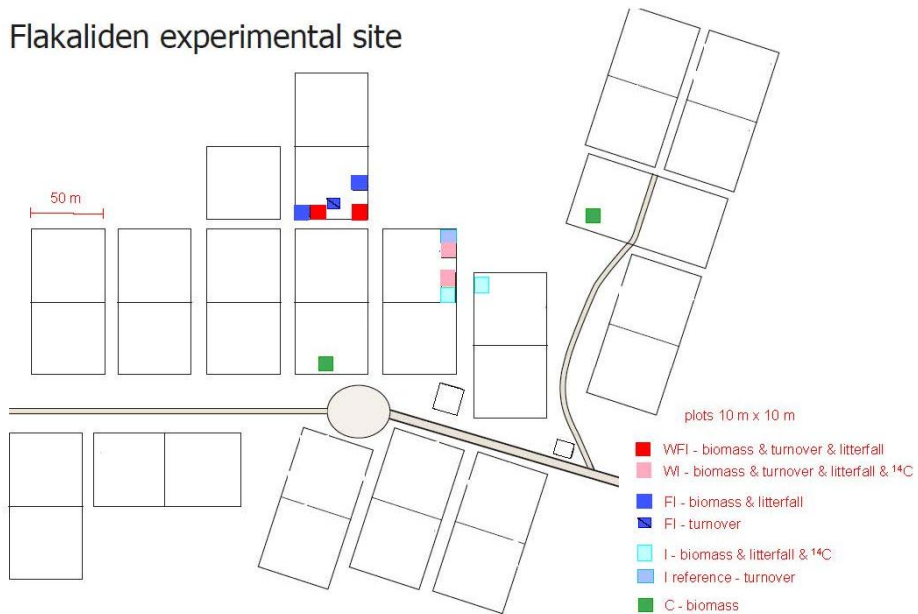 Flakaliden experimental site
50 m
plots 10 m x 10 m
WFI - biomass & turnover & litterfall
WI - biomass & turnover & litterfall & ¹⁴C
FI - biomass & litterfall
FI - turnover
I - biomass & litterfall & ¹⁴C
I reference - turnover
C - biomass